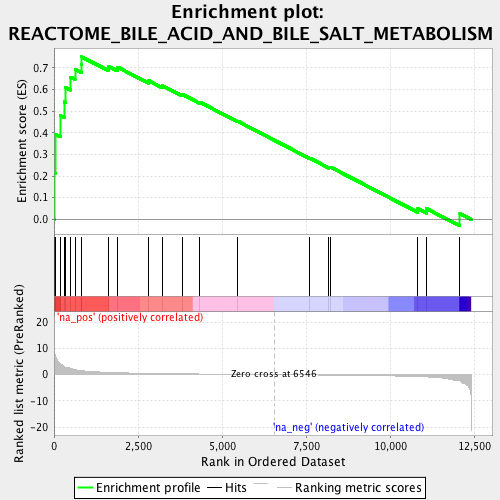 Enrichment plot:
REACTOME_BILE_ACID_AND_BILE_SALT_METABOLISM
Enrichment score (ES)
0.7
0.6
0.5
0.4
0.3
0.2
0.1
0.0
'na_pos' (positively correlated)
Ranked list metric (PreRanked)
20
10
0
-10
-20
Zero cross at 6546
'na_neg' (negatively correlated)
0
2,500
5,000
7,500
10,000
12,500
Rank in Ordered Dataset
Enrichment profile
Hits
Ranking metric scores